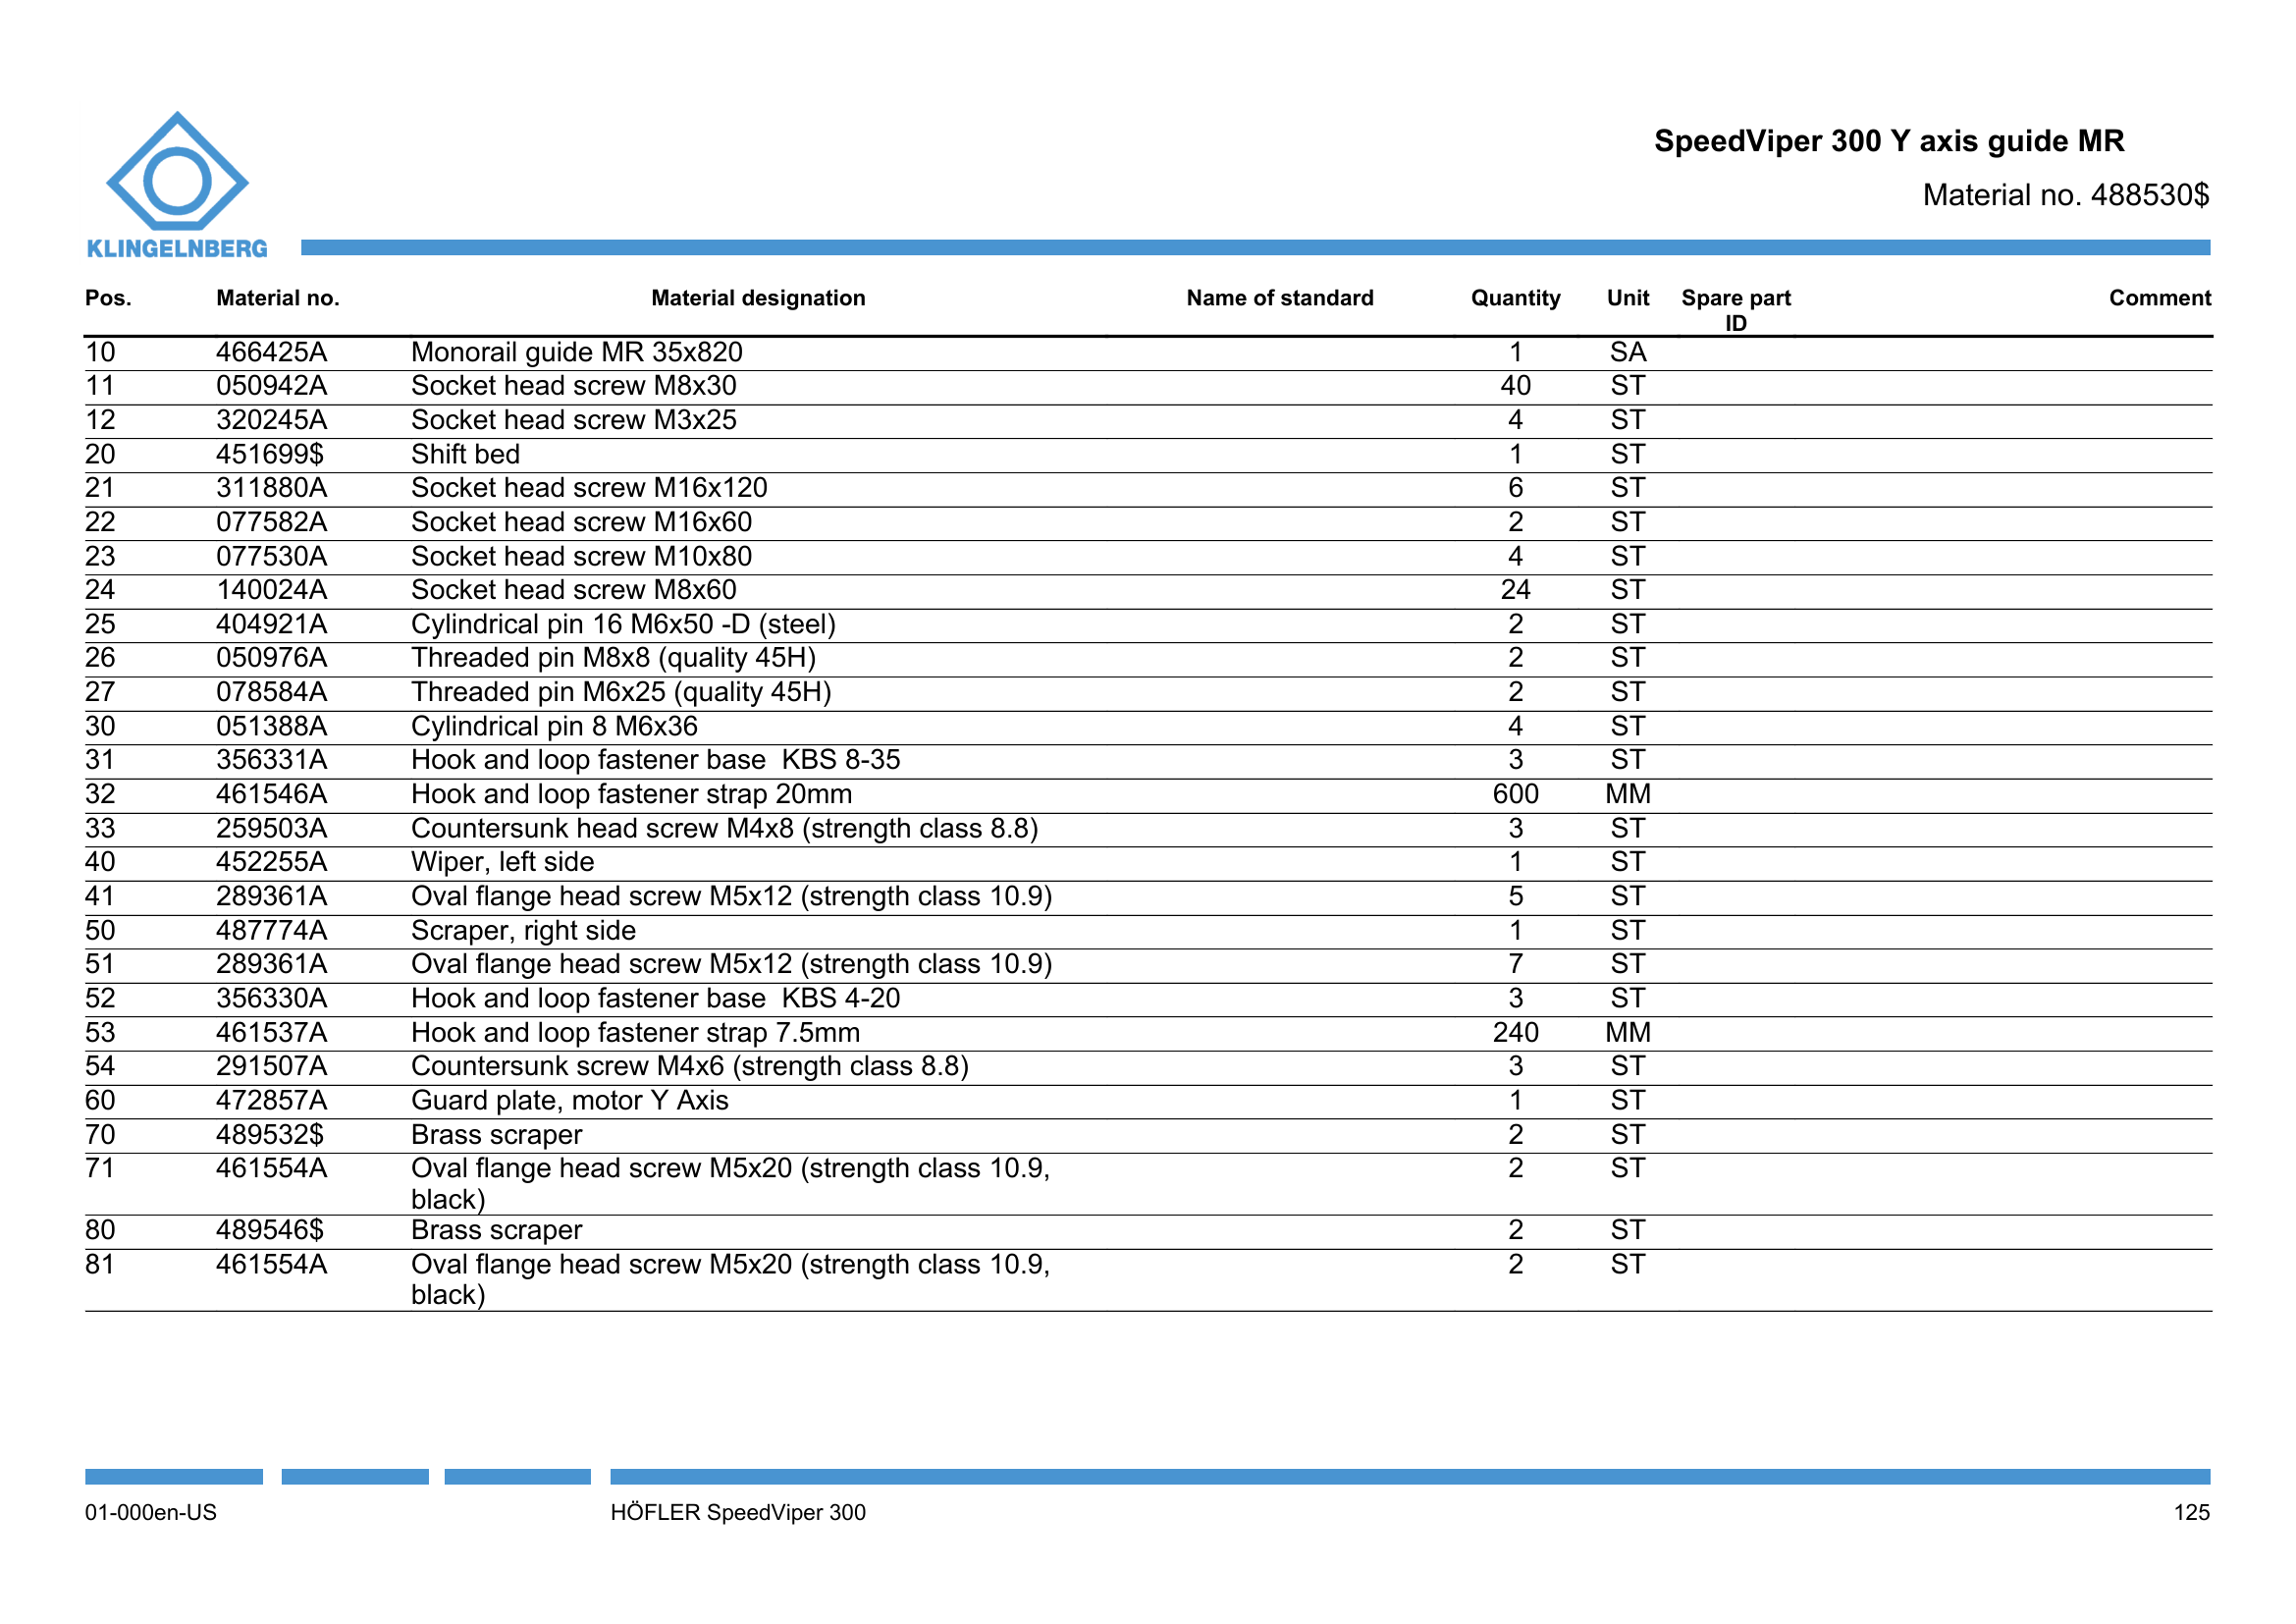 SpeedViper 300 Y axis guide MR
Material no. 488530$
KLINGELNBERG
Pos. Material no. Material designation Name of standard Quantity Unit Spare part ID Comment
10 466425A Monorail guide MR 35x820 1 SA
11 050942A Socket head screw M8x30 40 ST
12 320245A Socket head screw M3x25 4 ST
20 451699$ Shift bed 1 ST
21 311880A Socket head screw M16x120 6 ST
22 077582A Socket head screw M16x60 2 ST
23 077530A Socket head screw M10x80 4 ST
24 140024A Socket head screw M8x60 24 ST
25 404921A Cylindrical pin 16 M6x50 -D (steel) 2 ST
26 050976A Threaded pin M8x8 (quality 45H) 2 ST
27 078584A Threaded pin M6x25 (quality 45H) 2 ST
30 051388A Cylindrical pin 8 M6x36 4 ST
31 356331A Hook and loop fastener base  KBS 8-35 3 ST
32 461546A Hook and loop fastener strap 20mm 600 MM
33 259503A Countersunk head screw M4x8 (strength class 8.8) 3 ST
40 452255A Wiper, left side 1 ST
41 289361A Oval flange head screw M5x12 (strength class 10.9) 5 ST
50 487774A Scraper, right side 1 ST
51 289361A Oval flange head screw M5x12 (strength class 10.9) 7 ST
52 356330A Hook and loop fastener base  KBS 4-20 3 ST
53 461537A Hook and loop fastener strap 7.5mm 240 MM
54 291507A Countersunk screw M4x6 (strength class 8.8) 3 ST
60 472857A Guard plate, motor Y Axis 1 ST
70 489532$ Brass scraper 2 ST
71 461554A Oval flange head screw M5x20 (strength class 10.9, 2 ST
black)
80 489546$ Brass scraper 2 ST
81 461554A Oval flange head screw M5x20 (strength class 10.9, 2 ST
black)
01-000en-US HÖFLER SpeedViper 300 125